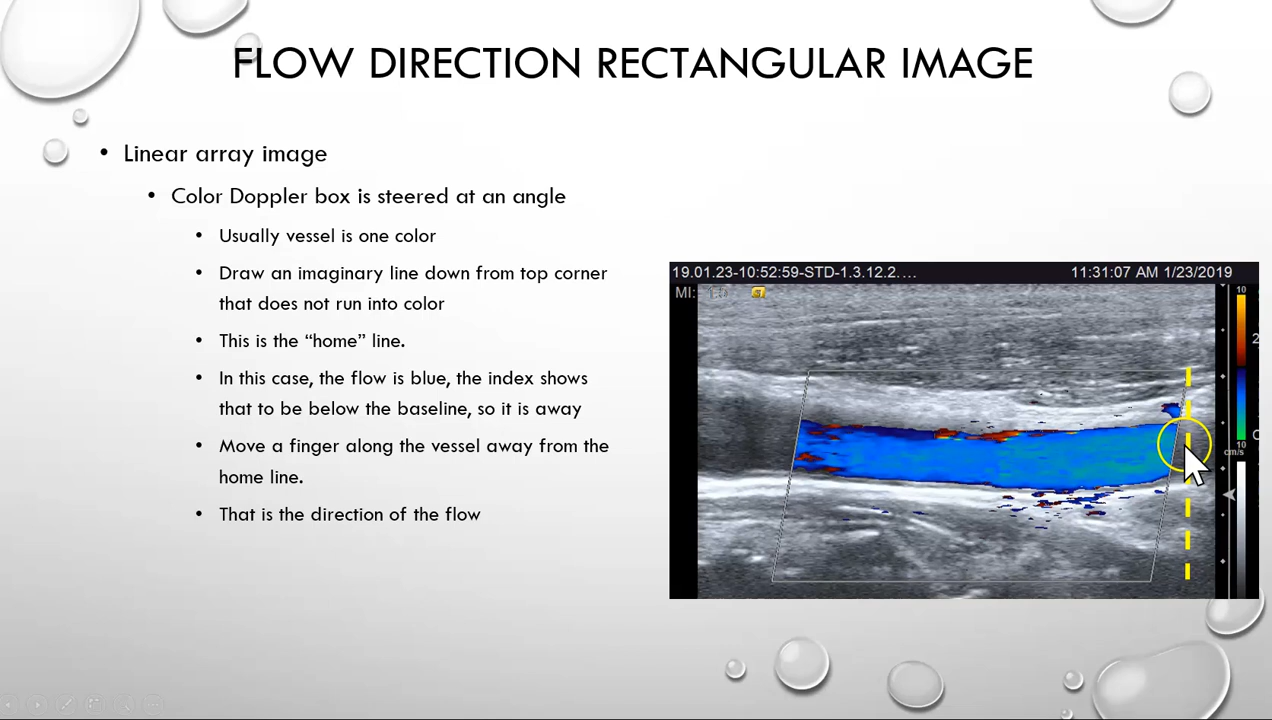 FLOW DIRECTION RECTANGULAR IMAGE
• Linear array image
• Color Doppler box is steered at an angle
• Usually vessel is one color
• Draw an imaginary line down from top corner
that does not run into color
• This is the “home” line.
• In this case, the flow is blue, the index shows
that to be below the baseline, so it is away
• Move a finger along the vessel away from the
home line.
• That is the direction of the flow
19.01.23-10:52:59-STD-1.3.12.2....
11:31:07 AM 1/23/2019
MI:
10
2
10
cm/s